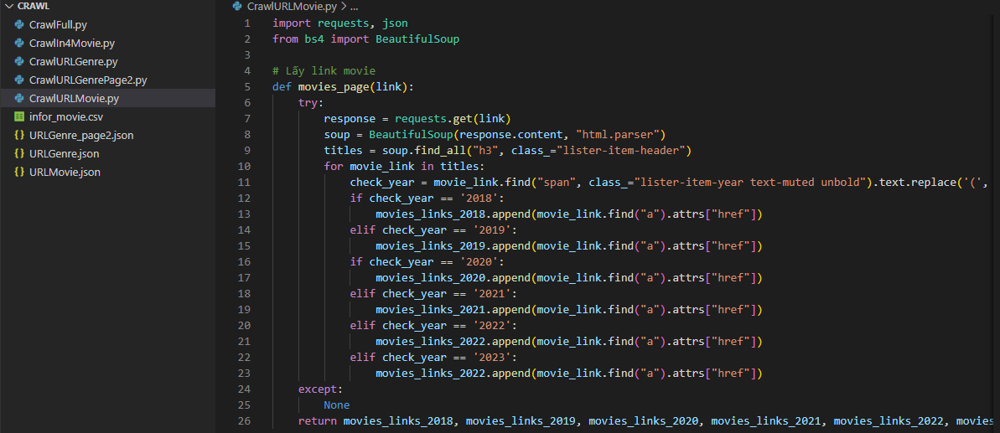 CRAWL
CrawlFull.py
CrawlIn4Movie.py
CrawlURLGenre.py
CrawlURLGenrePage2.py
CrawlURLMovie.py
infor_movie.csv
URLGenre_page2.json
URLGenre.json
URLMovie.json
CrawlURLMovie.py > ...
1 import requests, json
2 from bs4 import BeautifulSoup
3
4 # Lấy link movie
5 def movies_page(link):
6     try:
7         response = requests.get(link)
8         soup = BeautifulSoup(response.content, "html.parser")
9         titles = soup.find_all("h3", class_="lister-item-header")
10         for movie_link in titles:
11             check_year = movie_link.find("span", class_="lister-item-year text-muted unbold").text.replace('(',
12             if check_year == '2018':
13                 movies_links_2018.append(movie_link.find("a").attrs["href"])
14             elif check_year == '2019':
15                 movies_links_2019.append(movie_link.find("a").attrs["href"])
16             if check_year == '2020':
17                 movies_links_2020.append(movie_link.find("a").attrs["href"])
18             elif check_year == '2021':
19                 movies_links_2021.append(movie_link.find("a").attrs["href"])
20             elif check_year == '2022':
21                 movies_links_2022.append(movie_link.find("a").attrs["href"])
22             elif check_year == '2023':
23                 movies_links_2022.append(movie_link.find("a").attrs["href"])
24     except:
25         None
26     return movies_links_2018, movies_links_2019, movies_links_2020, movies_links_2021, movies_links_2022, movies